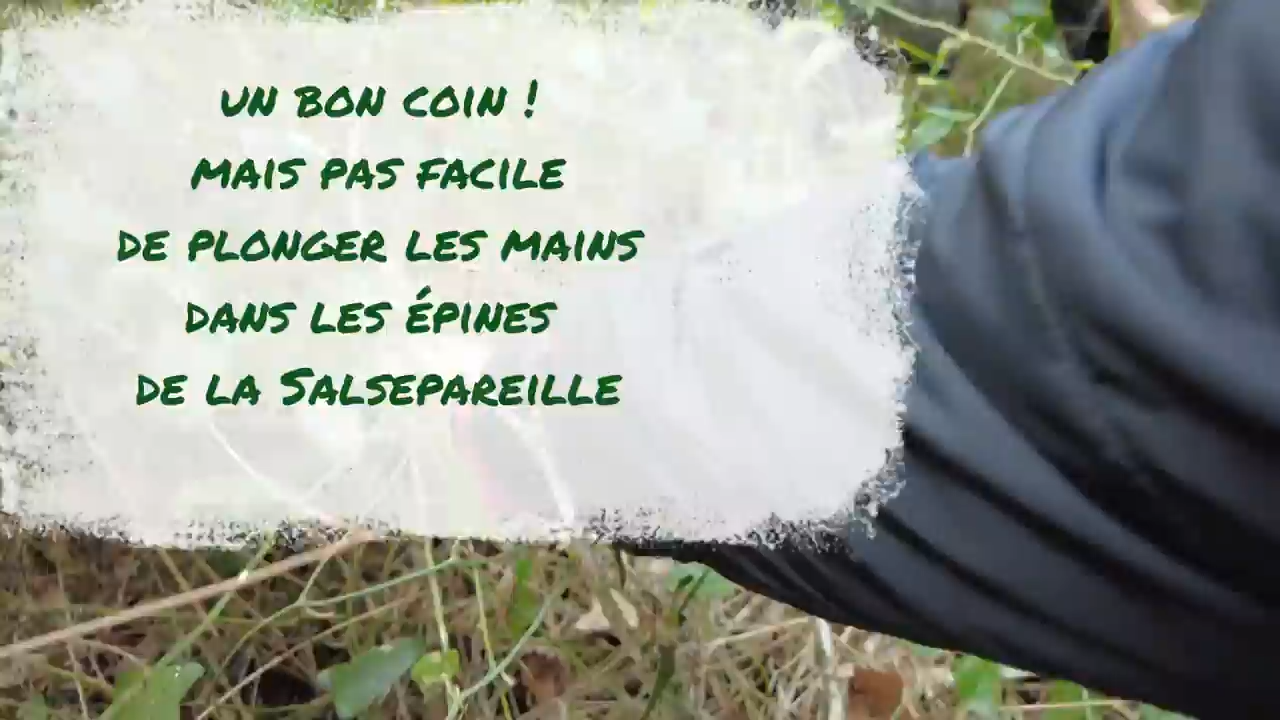 UN BON COIN !
MAIS PAS FACILE
DE PLONGER LES MAINS
DANS LES ÉPINES
DE LA SALSEPAREILLE